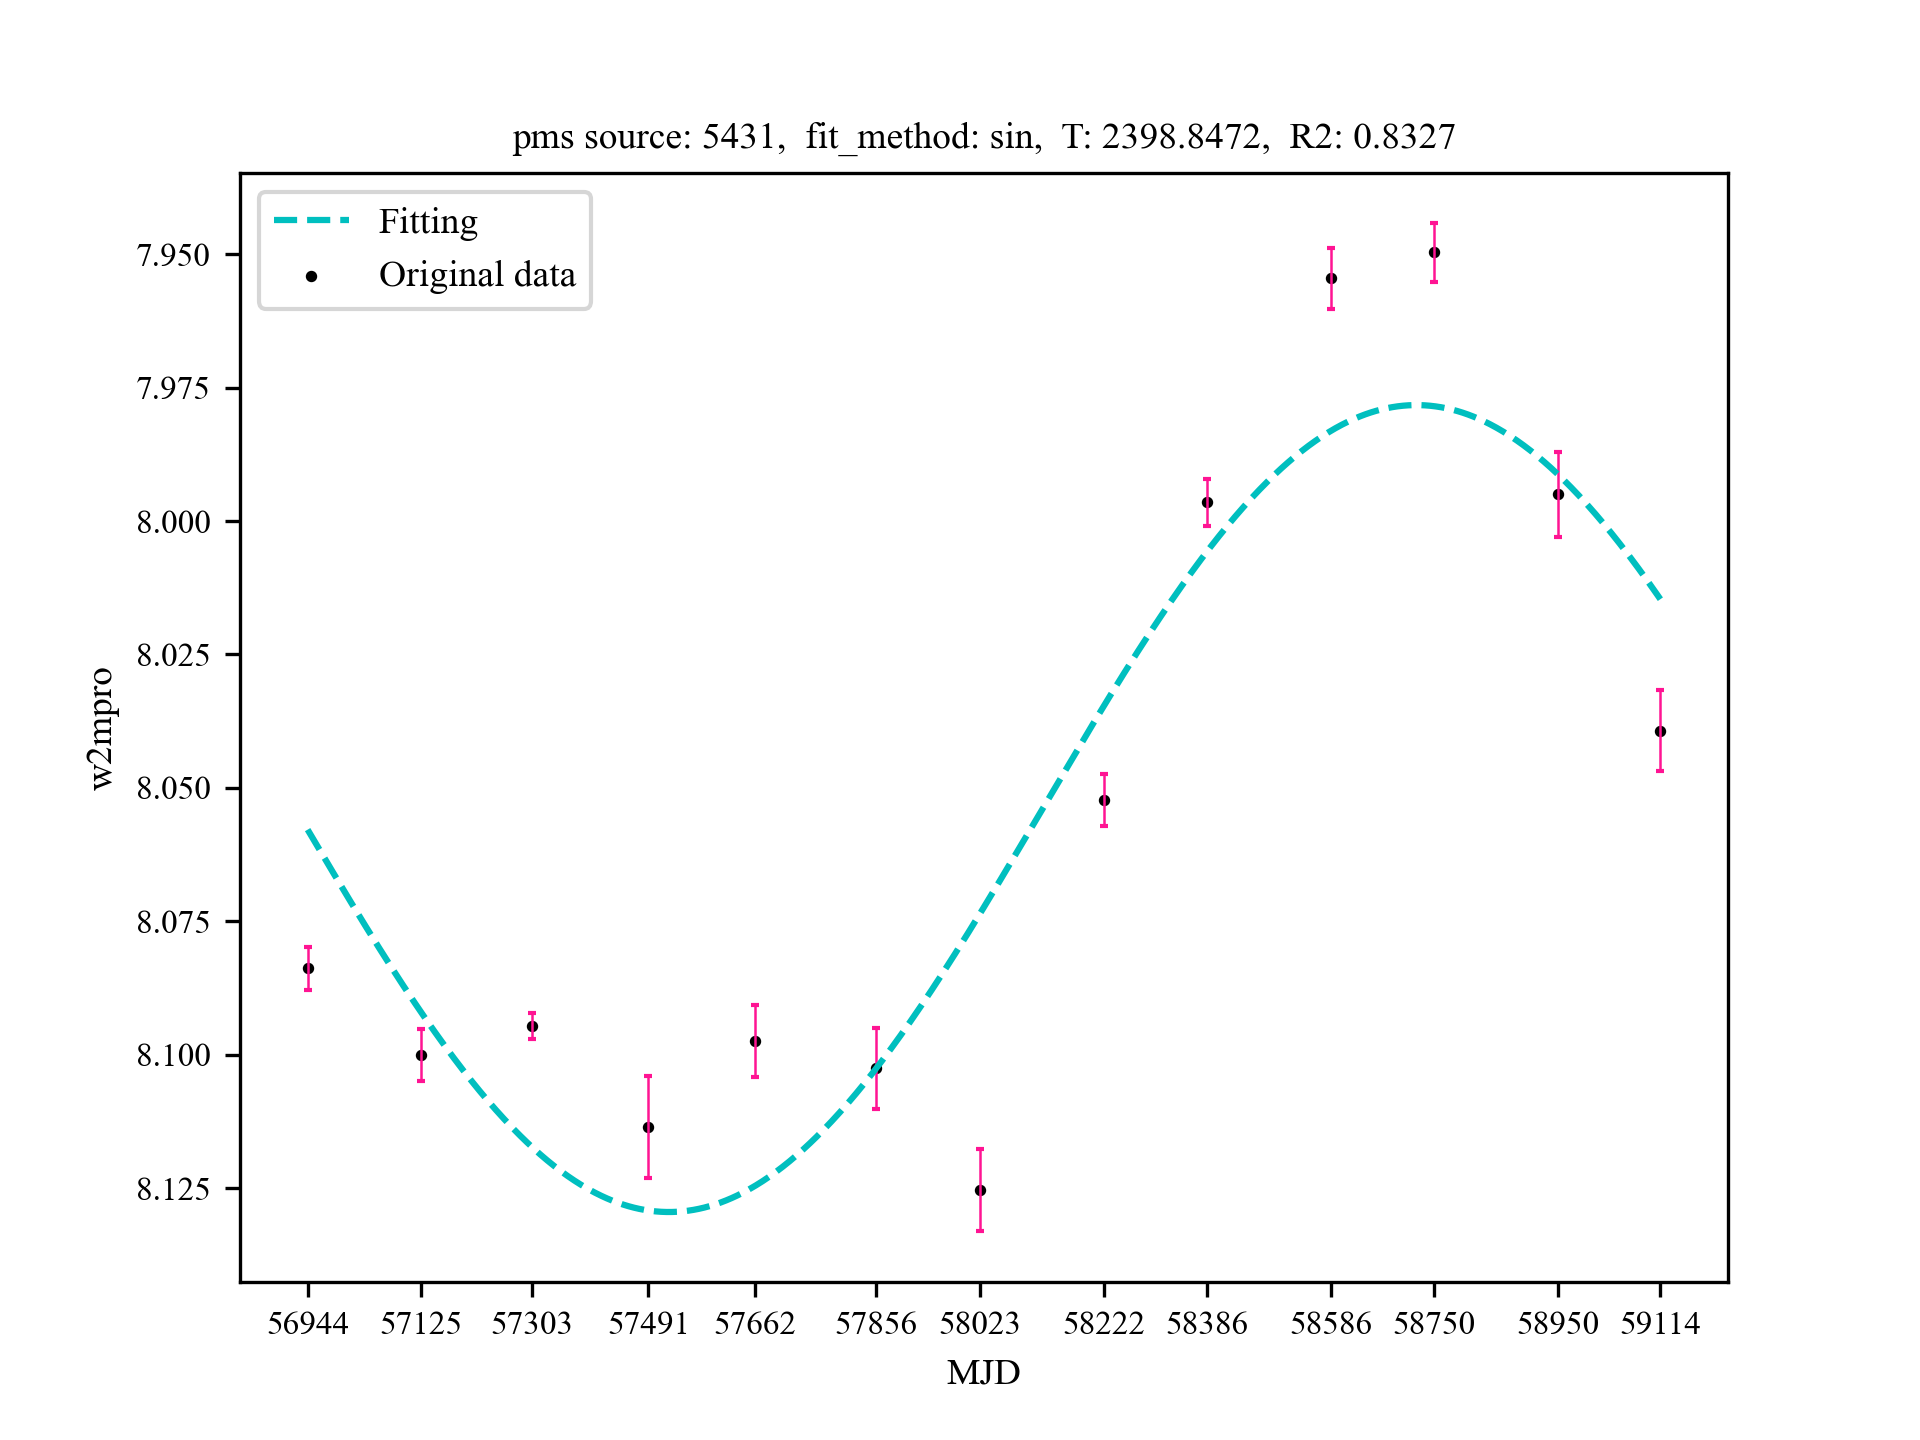 pms source: 5431, fit_method: sin, T: 2398.8472, R2: 0.8327
Fitting
Original data
7.950
7.975
8.000
8.025
8.050
8.075
8.100
8.125
w2mpro
56944 57125 57303 57491 57662 57856 58023 58222 58386 58586 58750 58950 59114
MJD